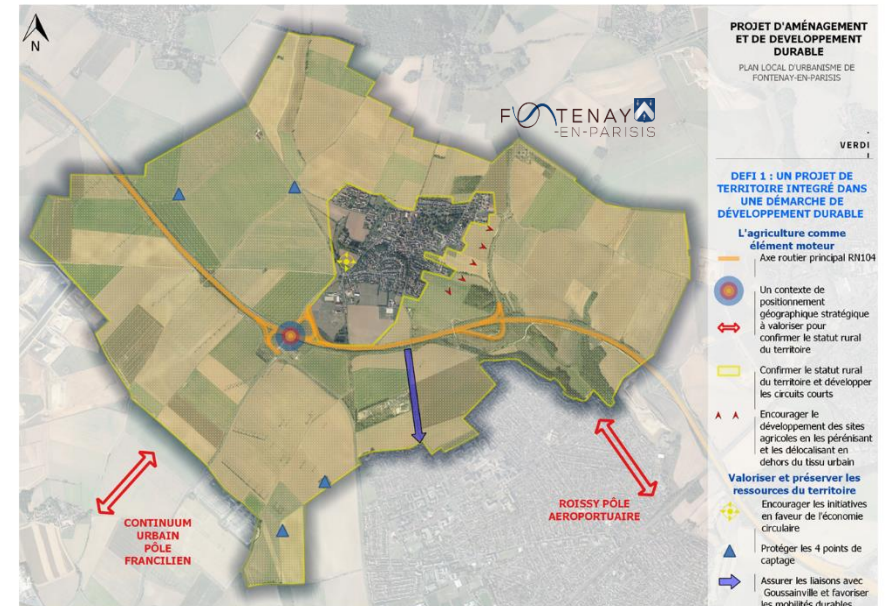 N
FONTENAY
-EN-PARISIS
CONTINUUM
URBAIN
PÔLE
FRANCILIEN
ROISSY PÔLE
AEROPORTUAIRE
PROJET D'AMÉNAGEMENT
ET DE DEVELOPPEMENT
DURABLE
PLAN LOCAL D'URBANISME DE
FONTENAY-EN-PARISIS
VERDI
DEFI 1 : UN PROJET DE
TERRITOIRE INTEGRÉ DANS
UNE DÉMARCHE DE
DÉVELOPPEMENT DURABLE
L'agriculture comme
élément moteur
Axe routier principal RN104
Un contexte de
positionnement
géographique stratégique
à valoriser pour
confirmer le statut rural
du territoire
Confirmer le statut rural
du territoire et développer
les circuits courts
Encourager le
développement des sites
agricoles en les pérénisant
et les délocalisant en
dehors du tissu urbain
Valoriser et préserver les
ressources du territoire
Encourager les initiatives
en faveur de l'économie
circulaire
Protéger les 4 points de
captage
Assurer les liaisons avec
Goussainville et favoriser
les mobilités durables